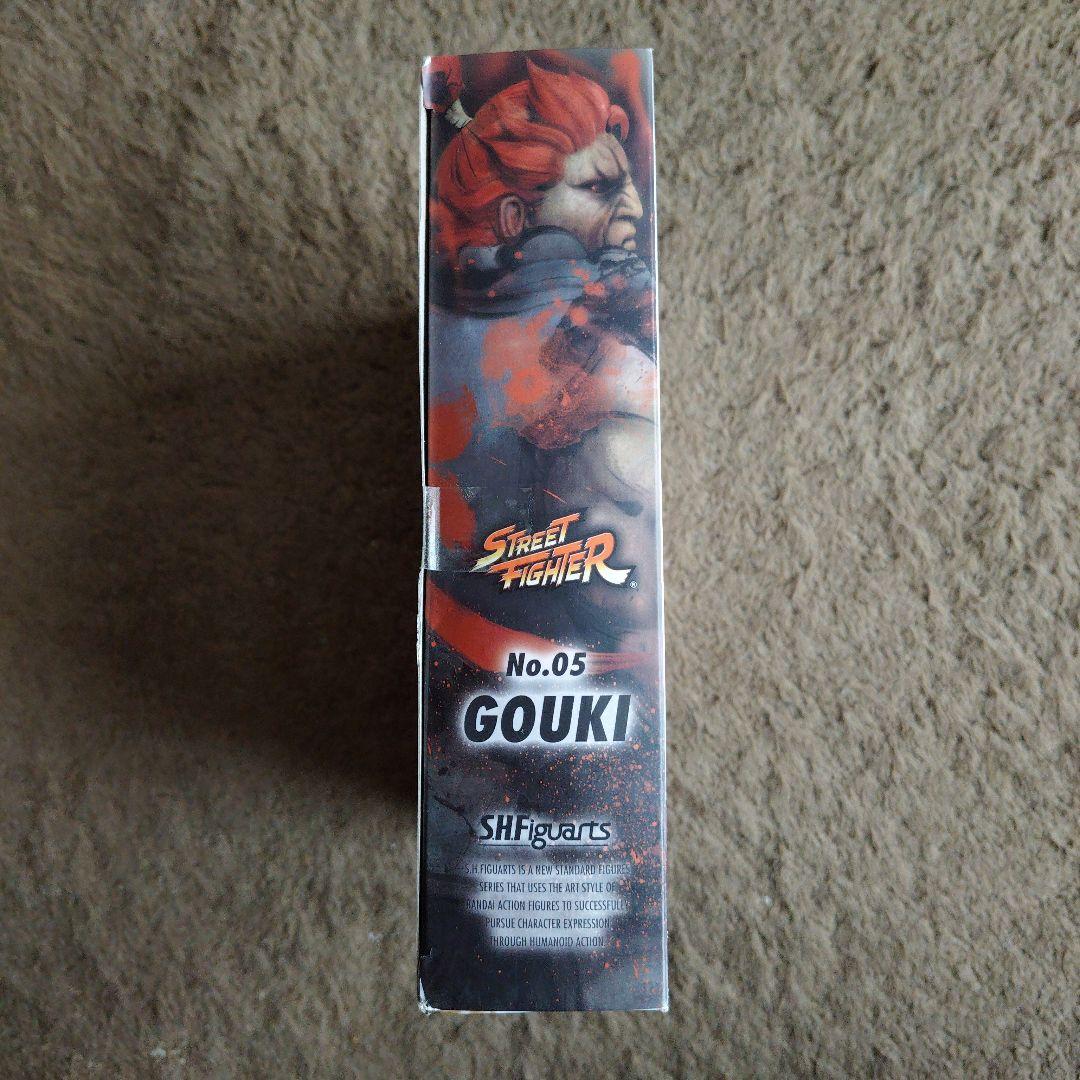 STREET
FIGHTER®
No.05
GOUKI
S.H.Figuarts
S.H.FIGUARTS IS A NEW STANDARD FIGURES
SERIES THAT USES THE ART STYLE OF
BANDAI ACTION FIGURES TO SUCCESSFULLY
PURSUE CHARACTER EXPRESSION
THROUGH HUMANOID ACTION.